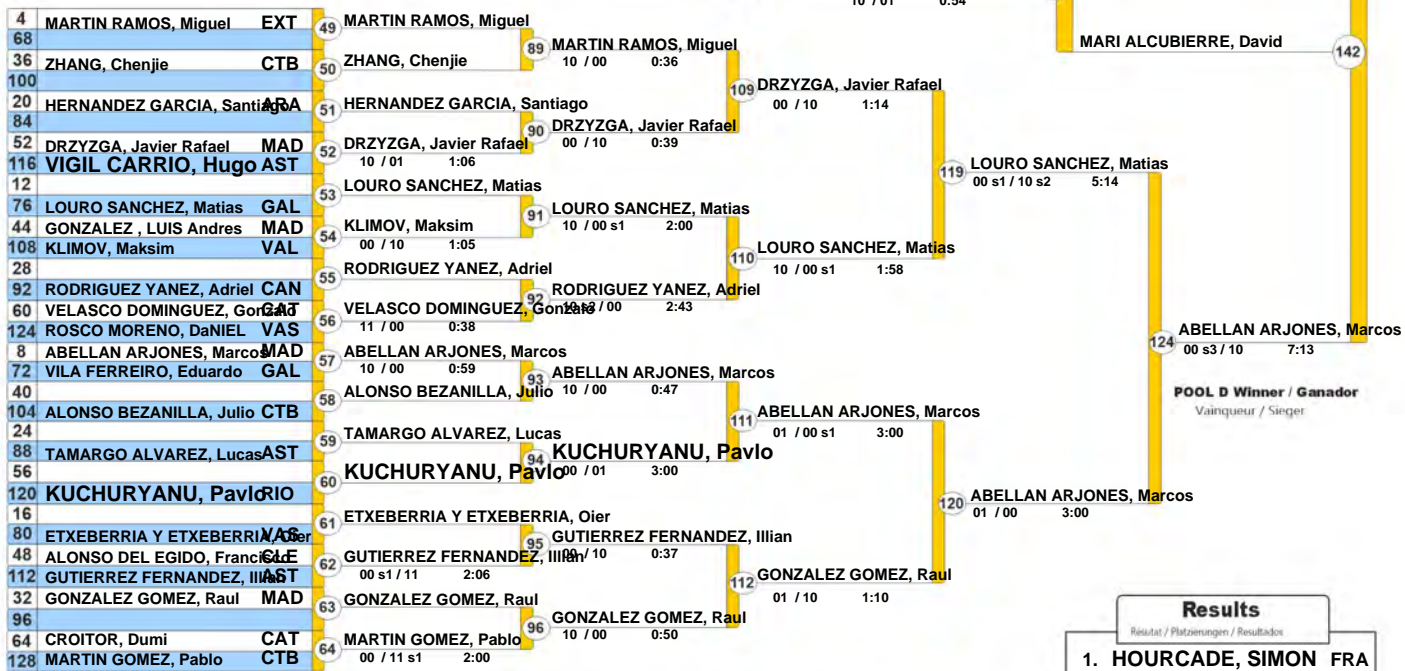 10 / 01 0:54
MARI ALCUBIERRE, David
142
4 MARTIN RAMOS, Miguel EXT
68
36 ZHANG, Chenjie CTB
100
20 HERNANDEZ GARCIA, Santiago ARA
84
52 DRZYZGA, Javier Rafael MAD
116 VIGIL CARRIO, Hugo AST
12
76 LOURO SANCHEZ, Matias GAL
44 GONZALEZ , LUIS Andres MAD
108 KLIMOV, Maksim VAL
28
92 RODRIGUEZ YANEZ, Adriel CAN
60 VELASCO DOMINGUEZ, Gonzalo CAT
124 ROSCO MORENO, DaNIEL VAS
8 ABELLAN ARJONES, Marcos MAD
72 VILA FERREIRO, Eduardo GAL
40
104 ALONSO BEZANILLA, Julio CTB
24
88 TAMARGO ALVAREZ, Lucas AST
56
120 KUCHURYANU, Pavlo RIO
16
80 ETXEBERRIA Y ETXEBERRIA, Oier VAS
48 ALONSO DEL EGIDO, Francisco CLE
112 GUTIERREZ FERNANDEZ, Illian AST
32 GONZALEZ GOMEZ, Raul MAD
96
64 CROITOR, Dumi CAT
128 MARTIN GOMEZ, Pablo CTB
49 MARTIN RAMOS, Miguel
50 ZHANG, Chenjie
51 HERNANDEZ GARCIA, Santiago
52 DRZYZGA, Javier Rafael
10 / 01 1:06
53 LOURO SANCHEZ, Matias
54 KLIMOV, Maksim
00 / 10 1:05
55 RODRIGUEZ YANEZ, Adriel
56 VELASCO DOMINGUEZ, Gonzalo
11 / 00 0:38
57 ABELLAN ARJONES, Marcos
10 / 00 0:59
58 ALONSO BEZANILLA, Julio
59 TAMARGO ALVAREZ, Lucas
60 KUCHURYANU, Pavlo
61 ETXEBERRIA Y ETXEBERRIA, Oier
62 GUTIERREZ FERNANDEZ, Illian
00 s1 / 11 2:06
63 GONZALEZ GOMEZ, Raul
64 MARTIN GOMEZ, Pablo
00 / 11 s1 2:00
89 MARTIN RAMOS, Miguel
10 / 00 0:36
90 DRZYZGA, Javier Rafael
00 / 10 0:39
91 LOURO SANCHEZ, Matias
10 / 00 s1 2:00
92 RODRIGUEZ YANEZ, Adriel
10 s2 / 00 2:43
93 ABELLAN ARJONES, Marcos
10 / 00 0:47
94 KUCHURYANU, Pavlo
00 / 01 3:00
95 GUTIERREZ FERNANDEZ, Illian
00 / 10 0:37
96 GONZALEZ GOMEZ, Raul
10 / 00 0:50
109 DRZYZGA, Javier Rafael
00 / 10 1:14
110 LOURO SANCHEZ, Matias
10 / 00 s1 1:58
111 ABELLAN ARJONES, Marcos
01 / 00 s1 3:00
112 GONZALEZ GOMEZ, Raul
01 / 10 1:10
119 LOURO SANCHEZ, Matias
00 s1 / 10 s2 5:14
120 ABELLAN ARJONES, Marcos
01 / 00 3:00
124 ABELLAN ARJONES, Marcos
00 s3 / 10 7:13
POOL D Winner / Ganador
Vainqueur / Sieger
Results
Résultat / Platzierungen / Resultados
1. HOURCADE, SIMON FRA